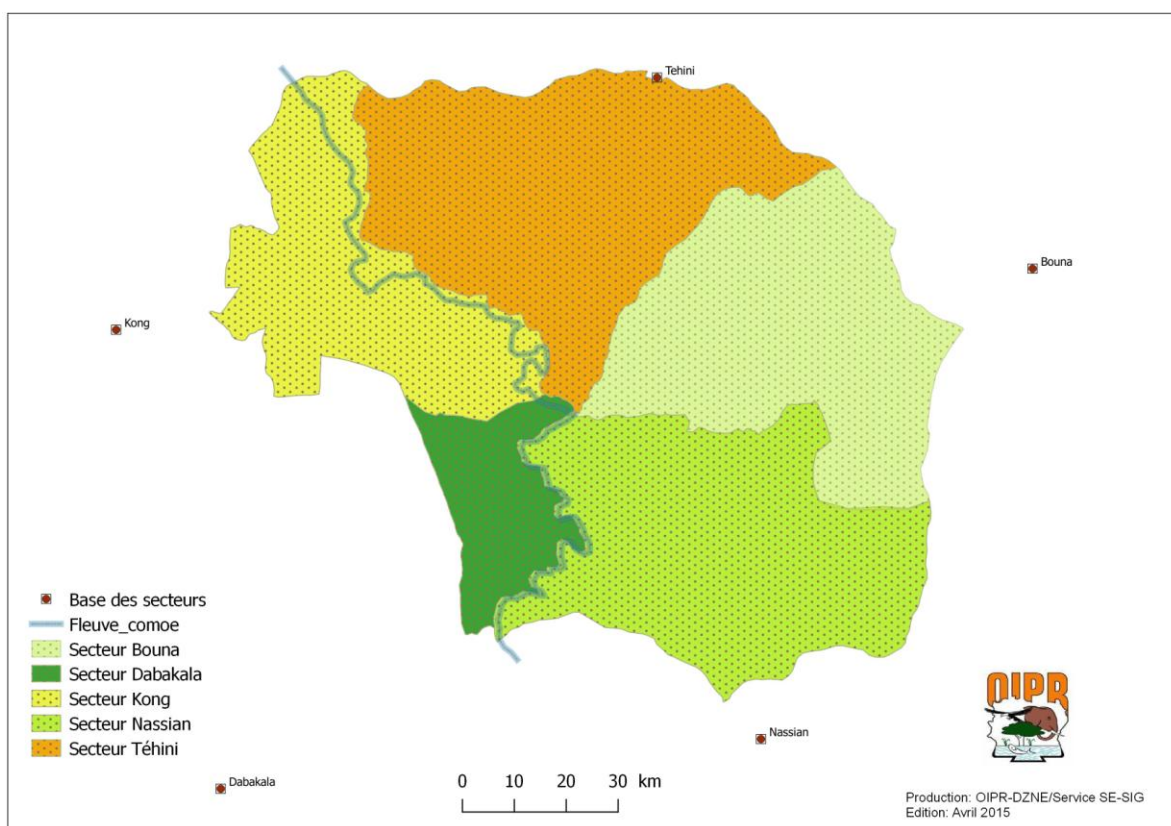 Tehini
Bouna
Kong
Base des secteurs
Fleuve_comoe
Secteur Bouna
Secteur Dabakala
Secteur Kong
Secteur Nassian
Secteur Téhini
Nassian
Dabakala
0 10 20 30 km
OIPR
Production: OIPR-DZNE/Service SE-SIG
Edition: Avril 2015